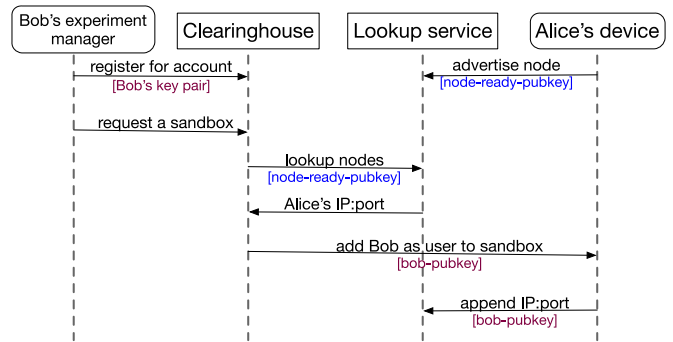 Bob's experiment
manager
Clearinghouse
Lookup service
Alice's device
register for account
[Bob's key pair]
advertise node
[node-ready-pubkey]
request a sandbox
lookup nodes
[node-ready-pubkey]
Alice's IP:port
add Bob as user to sandbox
[bob-pubkey]
append IP:port
[bob-pubkey]